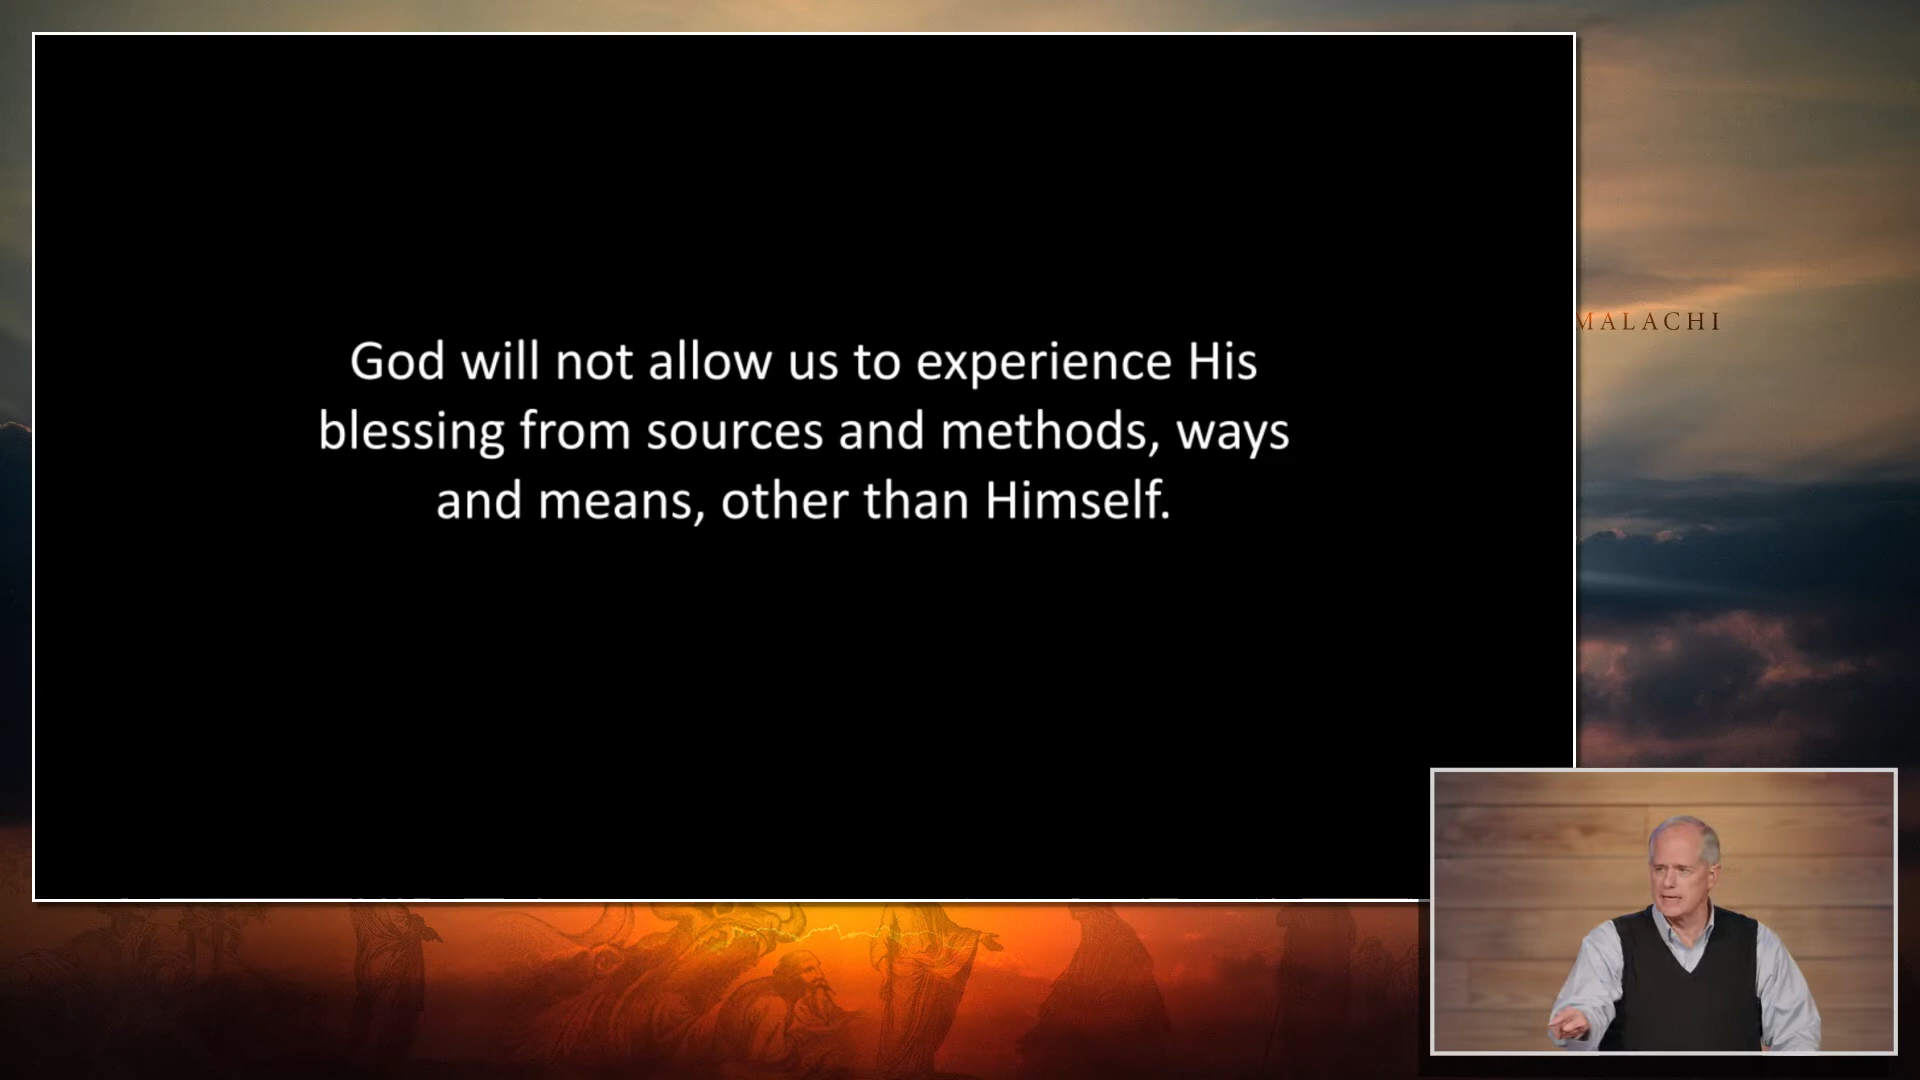 God will not allow us to experience His
blessing from sources and methods, ways
and means, other than Himself.
MALACHI